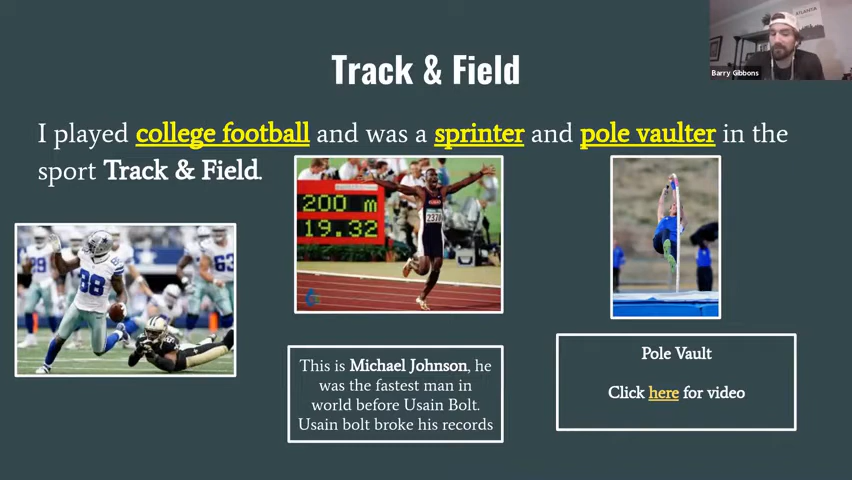 Barry Gibbons
Track & Field
I played college football and was a sprinter and pole vaulter in the
sport Track & Field.
200 m
19.32
98
This is Michael Johnson, he
was the fastest man in
world before Usain Bolt.
Usain bolt broke his records
Pole Vault
Click here for video